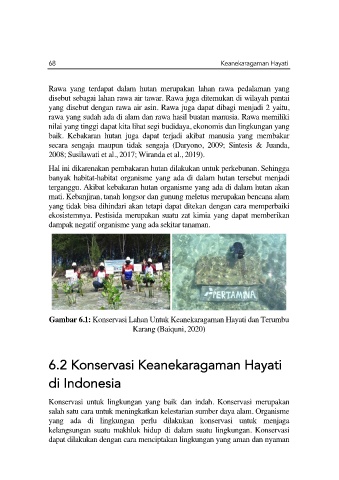 68 Keanekaragaman Hayati
Rawa yang terdapat dalam hutan merupakan lahan rawa pedalaman yang
disebut sebagai lahan rawa air tawar. Rawa juga ditemukan di wilayah pantai
yang disebut dengan rawa air asin. Rawa juga dapat dibagi menjadi 2 yaitu,
rawa yang sudah ada di alam dan rawa hasil buatan manusia. Rawa memiliki
nilai yang tinggi dapat kita lihat segi budidaya, ekonomis dan lingkungan yang
baik. Kebakaran hutan juga dapat terjadi akibat manusia yang membakar
secara sengaja maupun tidak sengaja (Daryono, 2009; Sintesis & Juanda,
2008; Susilawati et al., 2017; Wiranda et al., 2019).
Hal ini dikarenakan pembakaran hutan dilakukan untuk perkebunan. Sehingga
banyak habitat-habitat organisme yang ada di dalam hutan tersebut menjadi
terganggu. Akibat kebakaran hutan organisme yang ada di dalam hutan akan
mati. Kebanjiran, tanah longsor dan gunung meletus merupakan bencana alam
yang tidak bisa dihindari akan tetapi dapat ditekan dengan cara memperbaiki
ekosistemnya. Pestisida merupakan suatu zat kimia yang dapat memberikan
dampak negatif organisme yang ada sekitar tanaman.
PERTAMINA
Gambar 6.1: Konservasi Lahan Untuk Keanekaragaman Hayati dan Terumbu
Karang (Baiquni, 2020)
6.2 Konservasi Keanekaragaman Hayati
di Indonesia
Konservasi untuk lingkungan yang baik dan indah. Konservasi merupakan
salah satu cara untuk meningkatkan kelestarian sumber daya alam. Organisme
yang ada di lingkungan perlu dilakukan konservasi untuk menjaga
kelangsungan suatu makhluk hidup di dalam suatu lingkungan. Konservasi
dapat dilakukan dengan cara menciptakan lingkungan yang aman dan nyaman